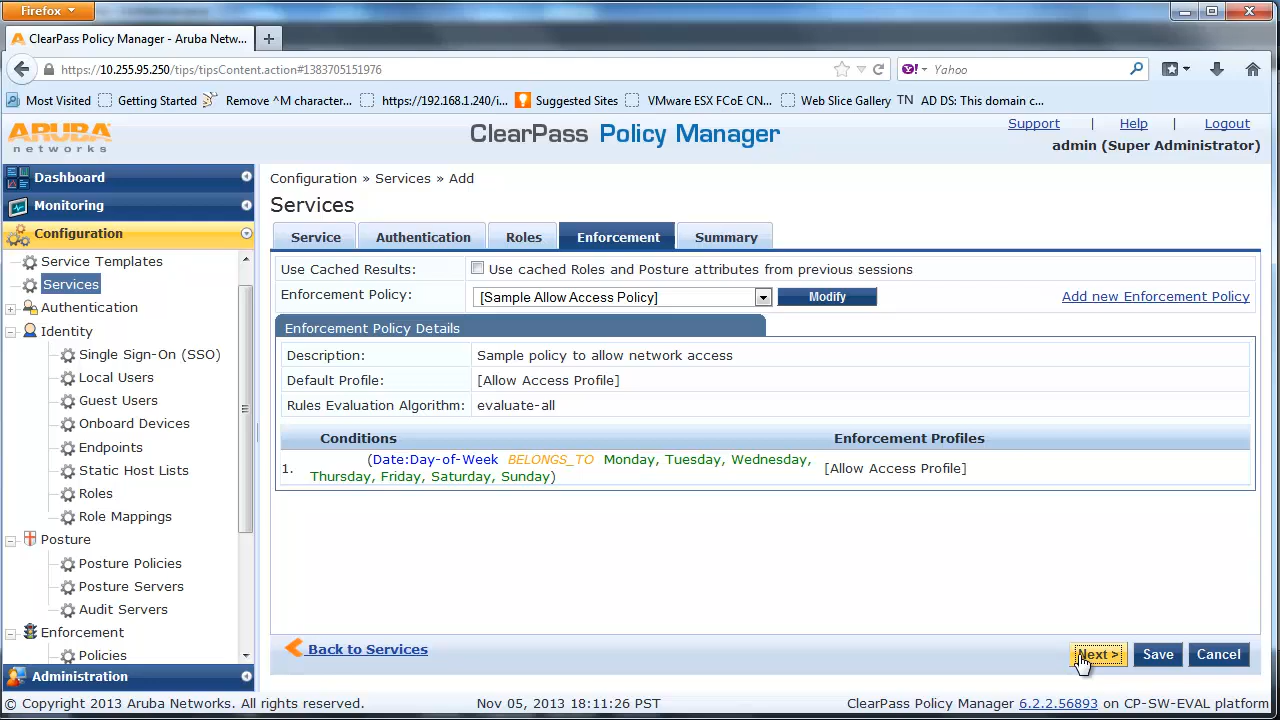 Firefox
ClearPass Policy Manager - Aruba Netw...
https://10.255.95.250/tips/tipsContent.action#1383705151976
Yahoo
Most Visited Getting Started Remove ^M character... https://192.168.1.240/i... Suggested Sites VMware ESX FCoE CN... Web Slice Gallery TN AD DS: This domain c...
ARUBA
networks
ClearPass Policy Manager
Support | Help | Logout
admin (Super Administrator)
Dashboard
Monitoring
Configuration
Service Templates
Services
Authentication
Identity
Single Sign-On (SSO)
Local Users
Guest Users
Onboard Devices
Endpoints
Static Host Lists
Roles
Role Mappings
Posture
Posture Policies
Posture Servers
Audit Servers
Enforcement
Policies
Administration
Configuration » Services » Add
Services
Service Authentication Roles Enforcement Summary
Use Cached Results: Use cached Roles and Posture attributes from previous sessions
Enforcement Policy: [Sample Allow Access Policy] Modify Add new Enforcement Policy
Enforcement Policy Details
Description: Sample policy to allow network access
Default Profile: [Allow Access Profile]
Rules Evaluation Algorithm: evaluate-all
Conditions Enforcement Profiles
1. (Date:Day-of-Week BELONGS_TO Monday, Tuesday, Wednesday,
Thursday, Friday, Saturday, Sunday) [Allow Access Profile]
Back to Services
Next > Save Cancel
© Copyright 2013 Aruba Networks. All rights reserved. Nov 05, 2013 18:11:26 PST ClearPass Policy Manager 6.2.2.56893 on CP-SW-EVAL platform